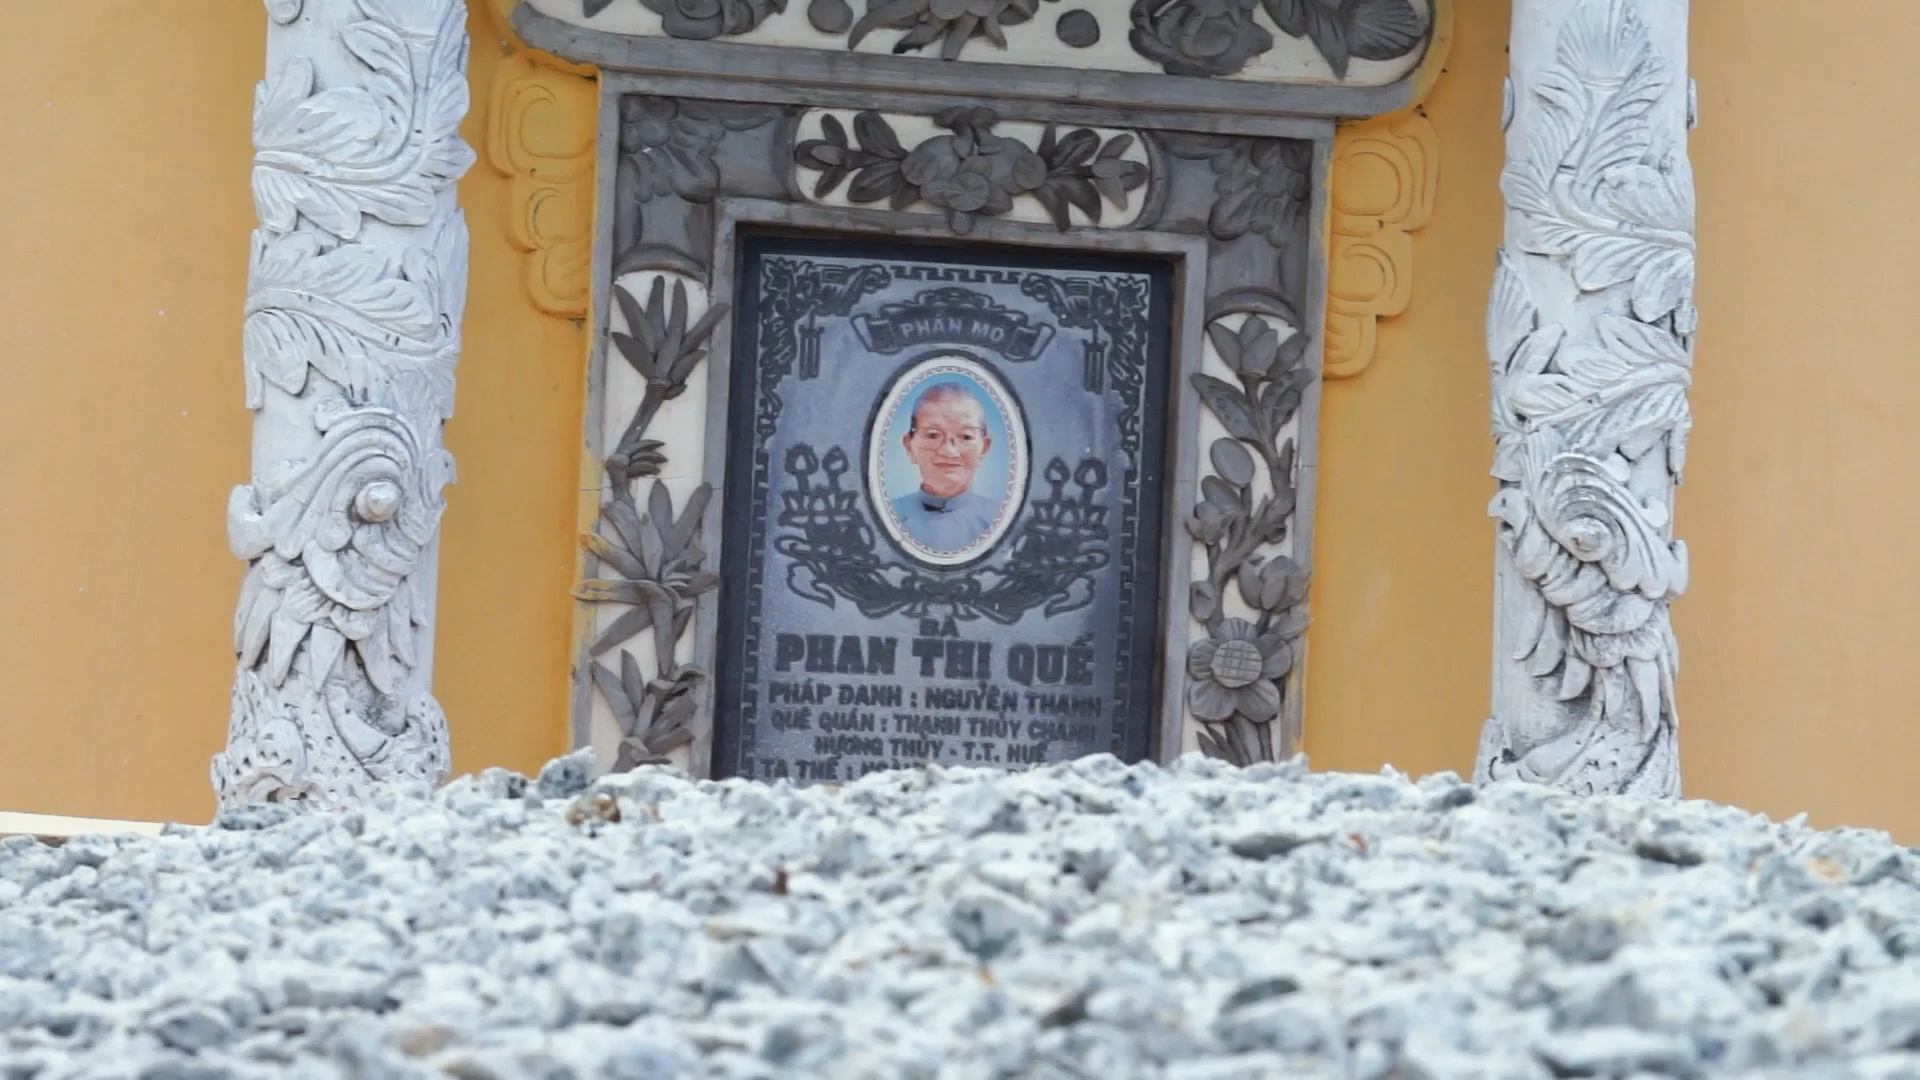 PHẦN MỘ
BÀ
PHAN THỊ QUẾ
PHÁP DANH : NGUYÊN THANH
QUÊ QUÁN : THANH THỦY CHÁNH
HƯƠNG THỦY - T.T. HUẾ
TẠ THẾ :